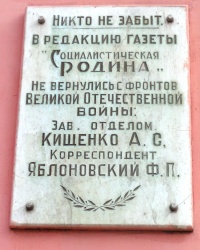 Никто не забыт.
В редакцию газеты
"Социалистическая
Родина"
не вернулись с фронтов
Великой Отечественной
войны:
Зав. отделом
Кищенко А. С.
Корреспондент
Яблоновский Ф.П.